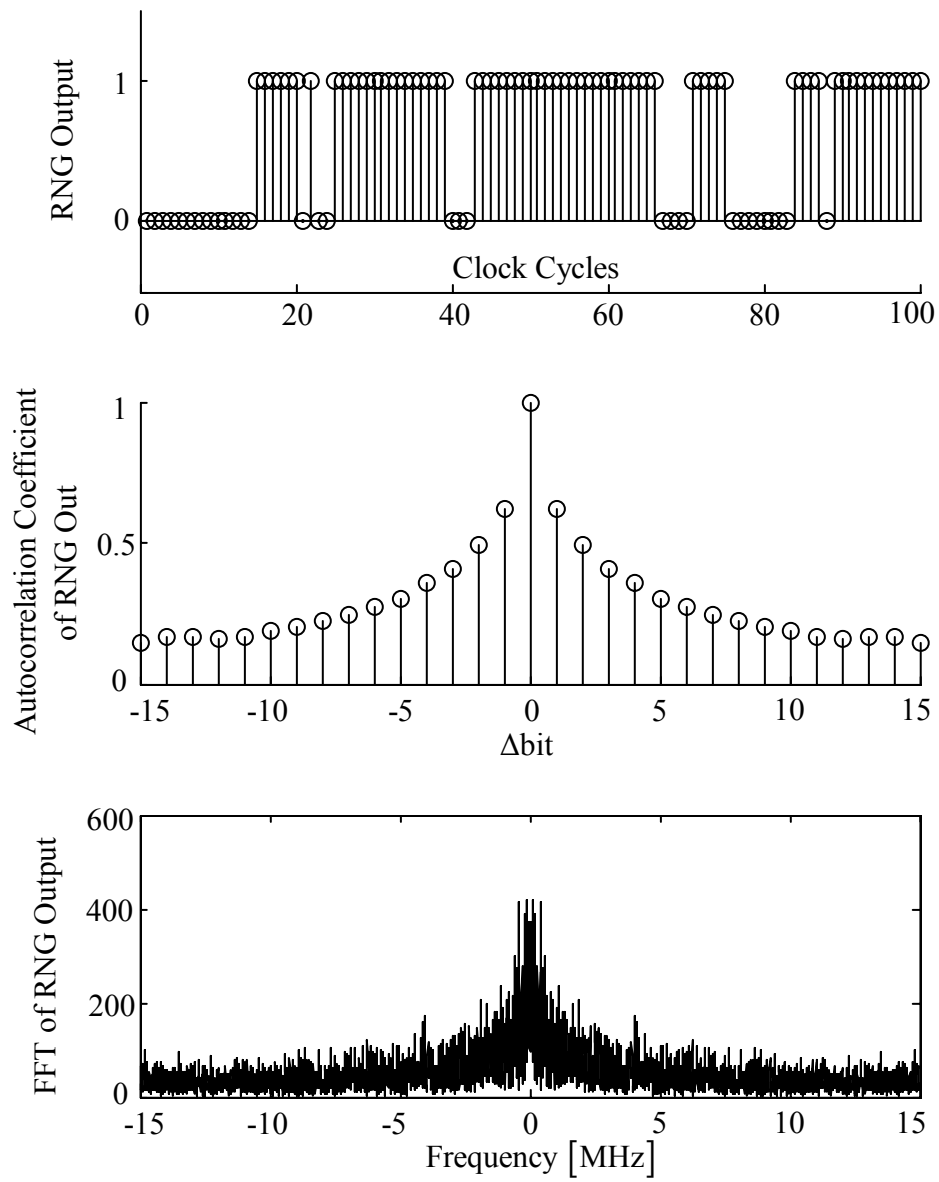 RNG Output
1
0
Clock Cycles
0 20 40 60 80 100
Autocorrelation Coefficient
of RNG Out
1
0.5
0
-15 -10 -5 0 5 10 15
Δbit
FFT of RNG Output
600
400
200
0
-15 -10 -5 0 5 10 15
Frequency [MHz]